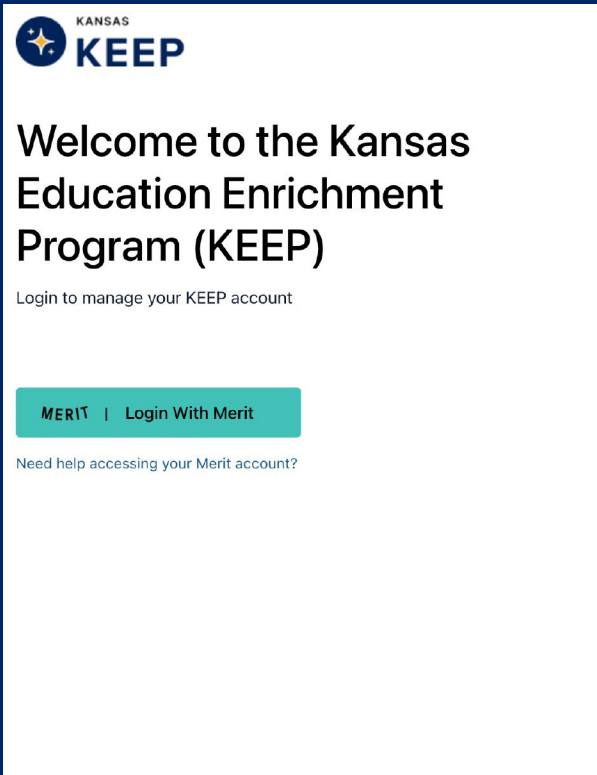 KANSAS
KEEP
Welcome to the Kansas
Education Enrichment
Program (KEEP)
Login to manage your KEEP account
MERIT | Login With Merit
Need help accessing your Merit account?